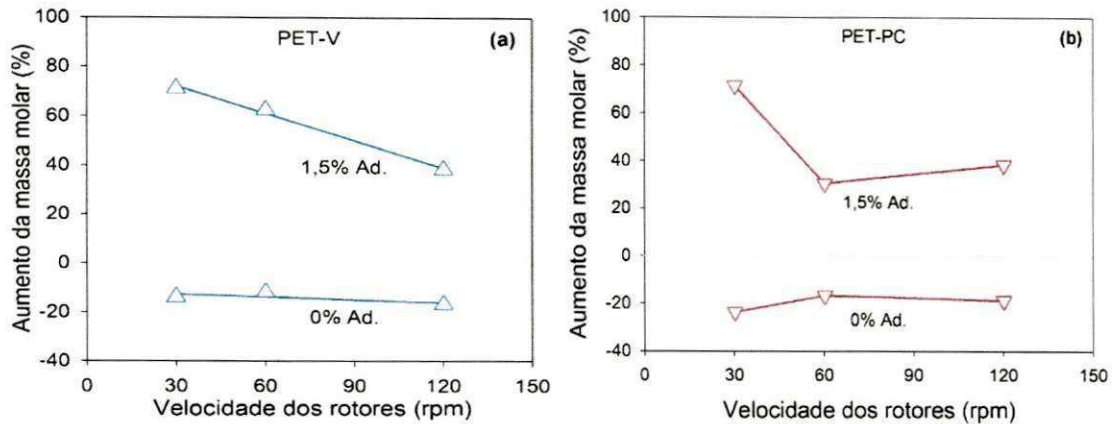 PET-V
(a)
Aumento da massa molar (%)
100
80
60
40
20
0
-20
-40
1,5% Ad.
0% Ad.
0
30
60
90
120
150
Velocidade dos rotores (rpm)
PET-PC
(b)
Aumento da massa molar (%)
100
80
60
40
20
0
-20
-40
1,5% Ad.
0% Ad.
0
30
60
90
120
150
Velocidade dos rotores (rpm)